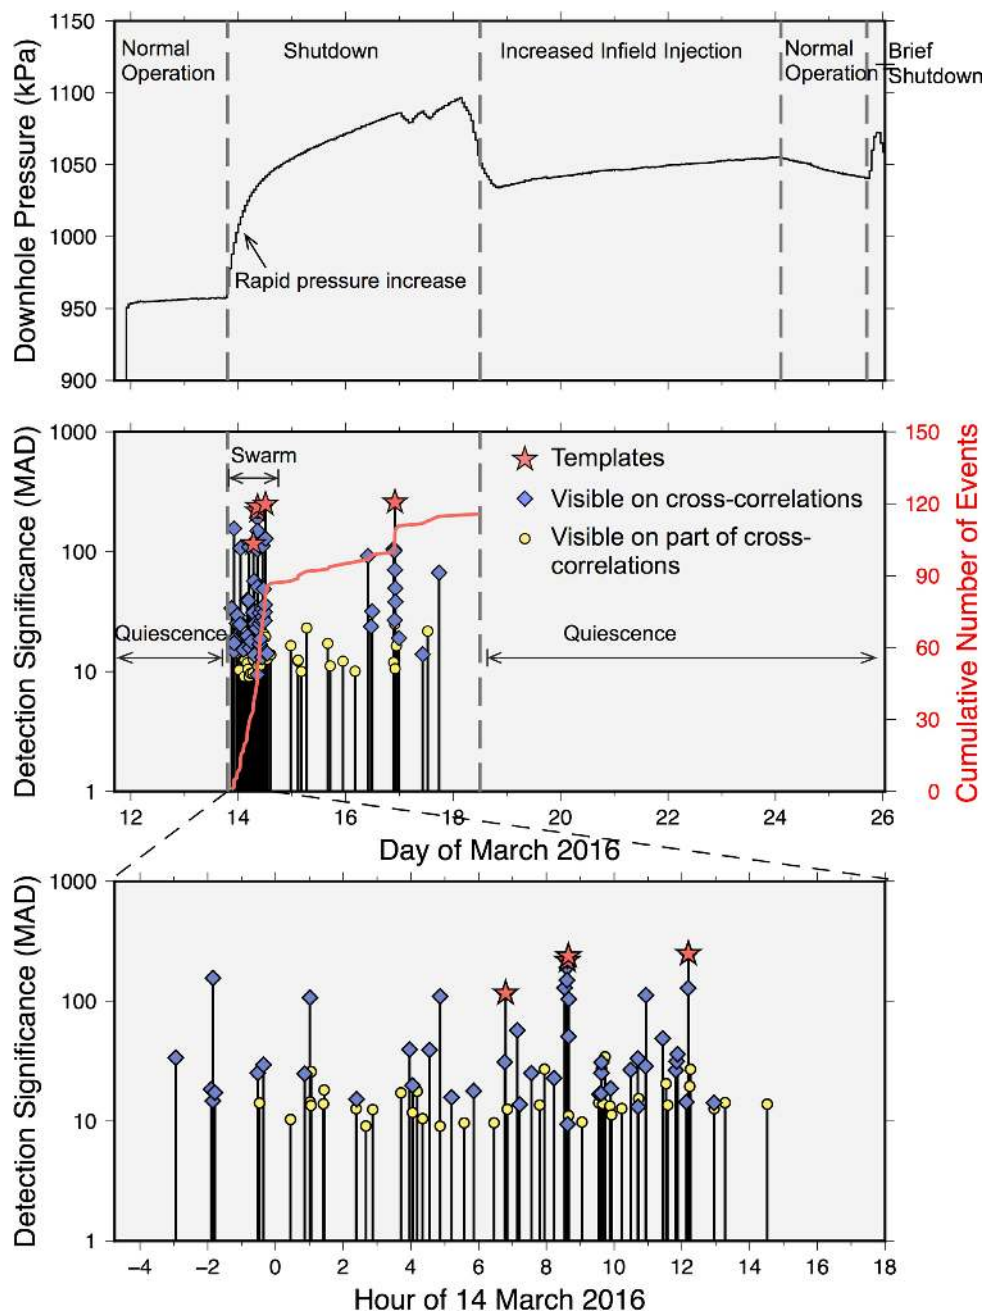 Downhole Pressure (kPa)
1150
1100
1050
1000
950
900
Normal
Operation
Shutdown
Increased Infield Injection
Normal
Operation
Brief
Shutdown
Rapid pressure increase
Detection Significance (MAD)
1000
100
10
1
Swarm
Quiescence
Templates
Visible on cross-correlations
Visible on part of cross-
correlations
Quiescence
150
120
90
60
30
0
Cumulative Number of Events
12 14 16 18 20 22 24 26
Day of March 2016
Detection Significance (MAD)
1000
100
10
1
−4 −2 0 2 4 6 8 10 12 14 16 18
Hour of 14 March 2016